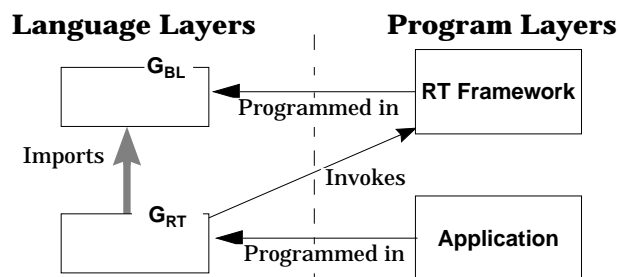 Language Layers
Program Layers
G_BL
RT Framework
Programmed in
Imports
Invokes
G_RT
Application
Programmed in